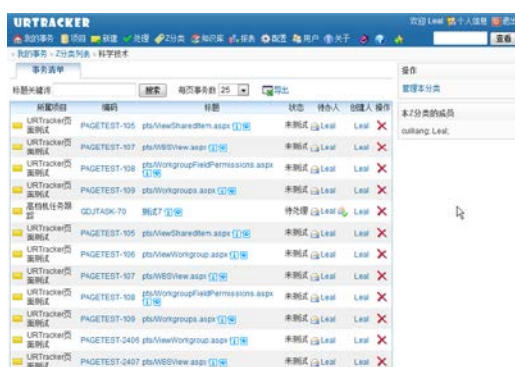 URTRACKER
欢迎 Leal 个人信息 退出
我的事务 项目 新建 处理 Z分类 知识库 报表 配置 用户 关于 查看
我的事务 » Z分类列表 » 科学技术
事务清单
标题关键词 搜索 每页事务数 25 导出
所属项目 编码 标题 状态 待办人 创建人 操作
URTracker页面测试 PAGETEST-105 pts/ViewSharedItem.aspx 未测试 Leal Leal
URTracker页面测试 PAGETEST-107 pts/WBSView.aspx 未测试 Leal Leal
URTracker页面测试 PAGETEST-108 pts/WorkgroupFieldPermissions.aspx 未测试 Leal Leal
URTracker页面测试 PAGETEST-109 pts/Workgroups.aspx 未测试 Leal Leal
高档机任务跟踪 GDJTASK-70 测试7 待处理 Leal Leal
URTracker页面测试 PAGETEST-105 pts/ViewSharedItem.aspx 未测试 Leal Leal
URTracker页面测试 PAGETEST-106 pts/ViewWorkgroup.aspx 未测试 Leal Leal
URTracker页面测试 PAGETEST-107 pts/WBSView.aspx 未测试 Leal Leal
URTracker页面测试 PAGETEST-108 pts/WorkgroupFieldPermissions.aspx 未测试 Leal Leal
URTracker页面测试 PAGETEST-109 pts/Workgroups.aspx 未测试 Leal Leal
URTracker页面测试 PAGETEST-2406 pts/ViewWorkgroup.aspx 未测试 Leal Leal
URTracker页 PAGETEST-2407 pts/WBSView.aspx 未测试 Leal Leal
操作
管理本分类
本Z分类的成员
cuiliang; Leal;